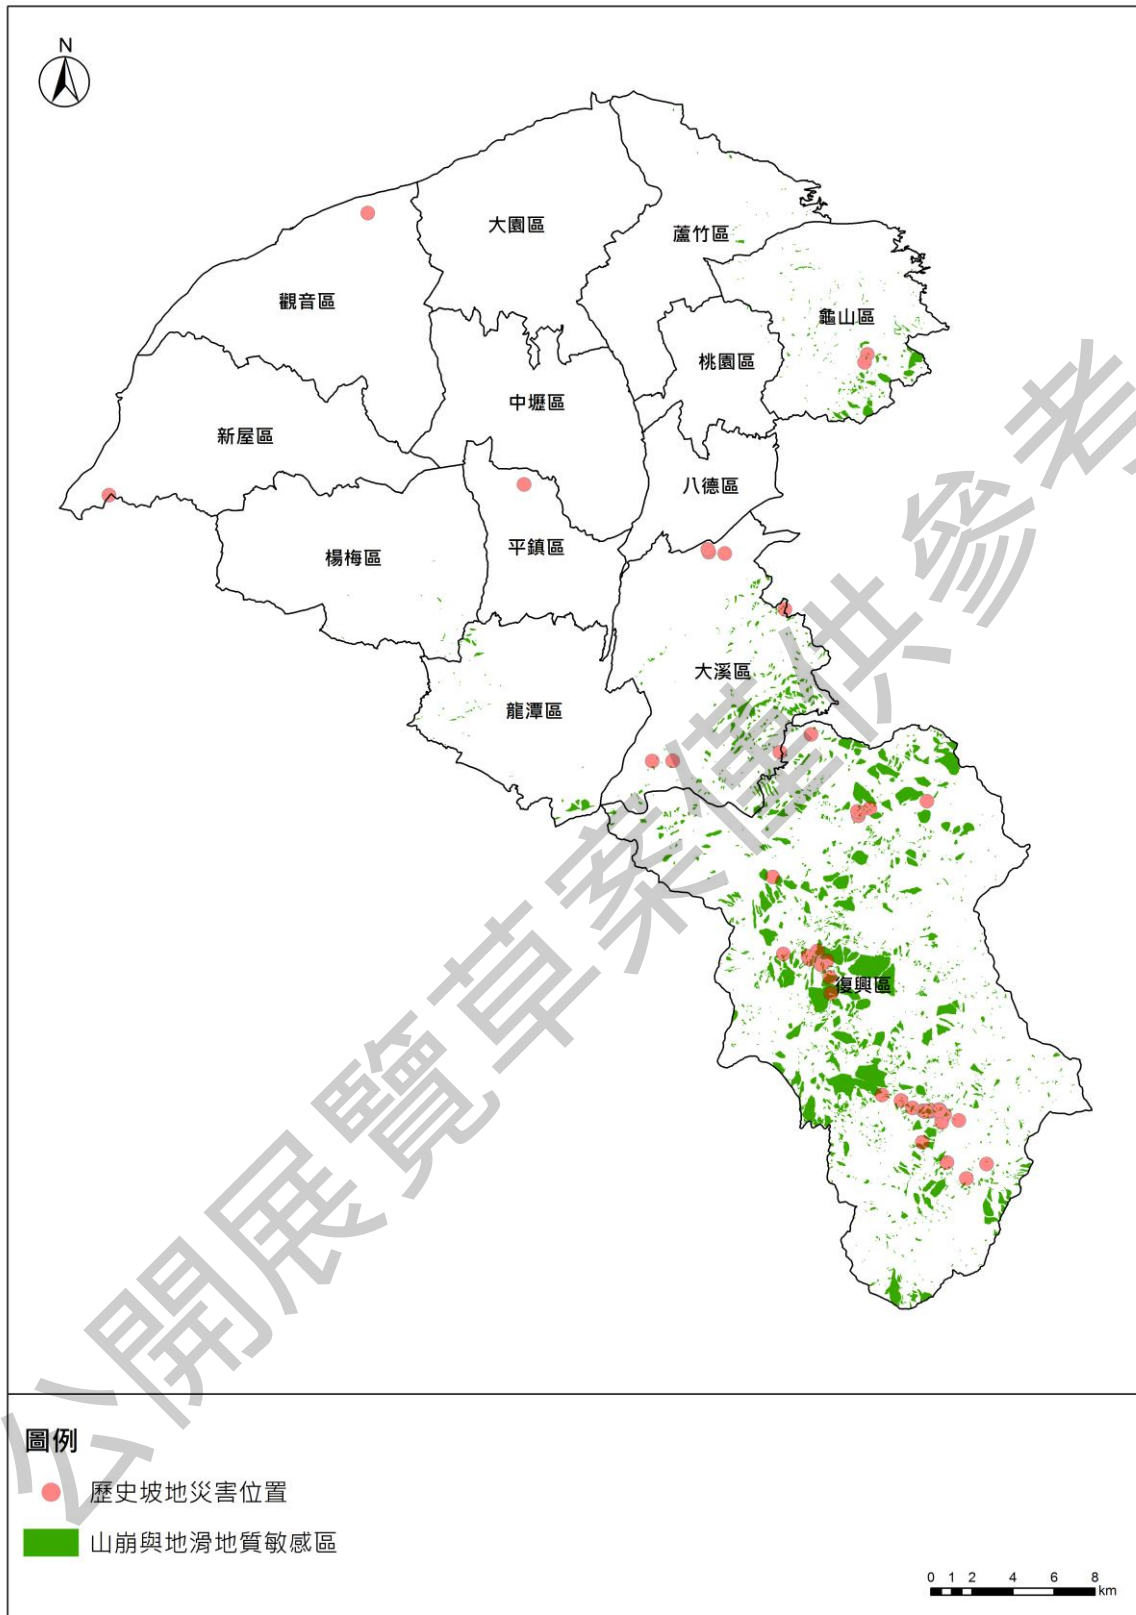 N
大園區
蘆竹區
觀音區
龜山區
桃園區
中壢區
新屋區
八德區
平鎮區
楊梅區
大溪區
龍潭區
復興區
公開展覽草案僅供參考
圖例
歷史坡地災害位置
山崩與地滑地質敏感區
0 1 2 4 6 8
km